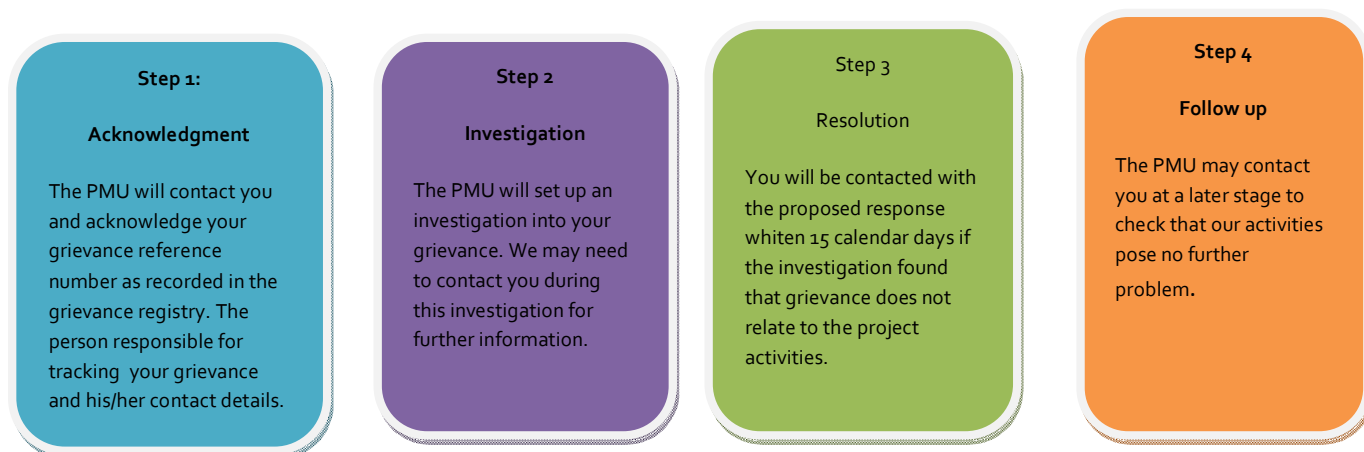 Step 1:
Acknowledgment
The PMU will contact you
and acknowledge your
grievance reference
number as recorded in the
grievance registry. The
person responsible for
tracking your grievance
and his/her contact details.
Step 2
Investigation
The PMU will set up an
investigation into your
grievance. We may need
to contact you during
this investigation for
further information.
Step 3
Resolution
You will be contacted with
the proposed response
whiten 15 calendar days if
the investigation found
that grievance does not
relate to the project
activities.
Step 4
Follow up
The PMU may contact
you at a later stage to
check that our activities
pose no further
problem.